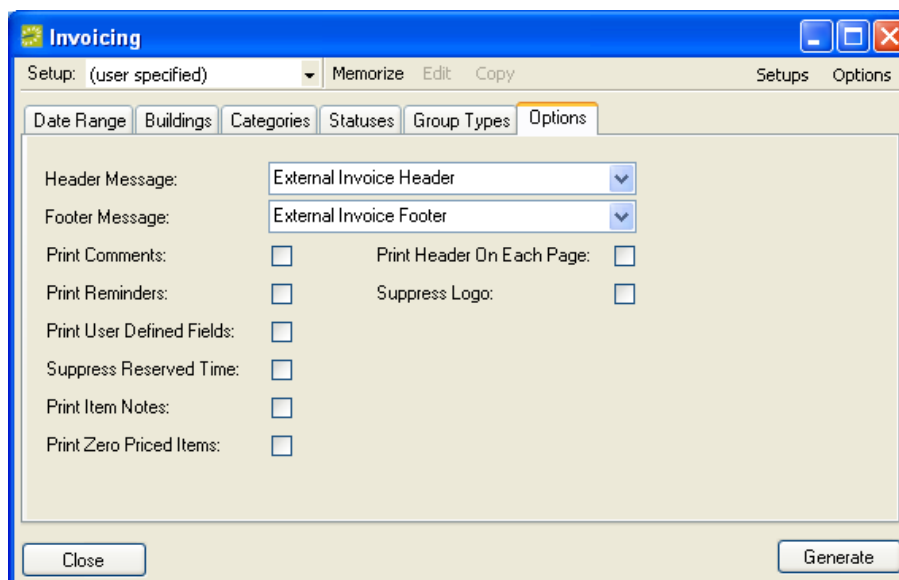 Invoicing
Setup: (user specified) Memorize Edit Copy Setups Options
Date Range Buildings Categories Statuses Group Types Options
Header Message: External Invoice Header
Footer Message: External Invoice Footer
Print Comments: Print Header On Each Page:
Print Reminders: Suppress Logo:
Print User Defined Fields:
Suppress Reserved Time:
Print Item Notes:
Print Zero Priced Items:
Close Generate